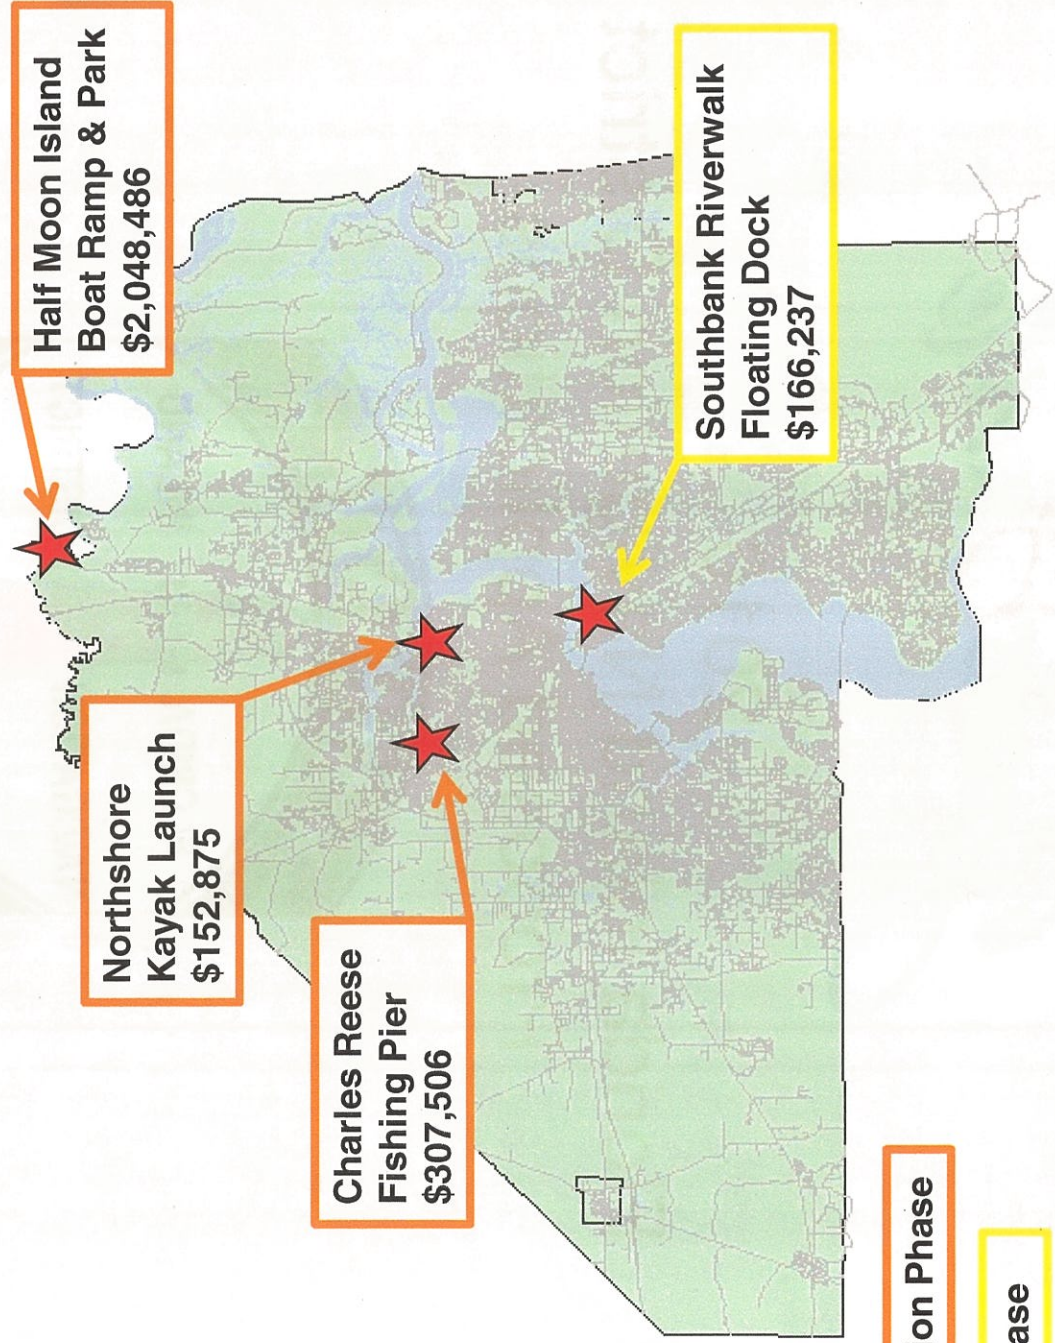 Half Moon Island
Boat Ramp & Park
$2,048,486
Northshore
Kayak Launch
$152,875
Charles Reese
Fishing Pier
$307,506
Southbank Riverwalk
Floating Dock
$166,237
on Phase
ase